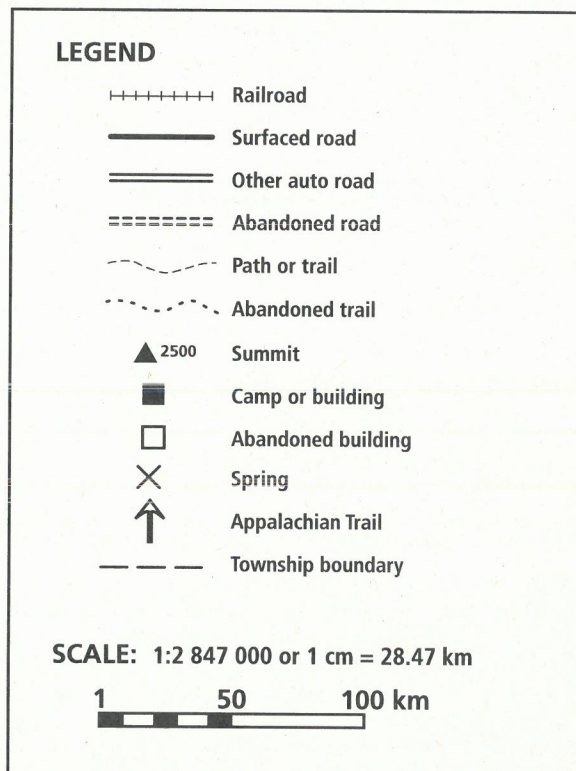 LEGEND
Railroad
Surfaced road
Other auto road
Abandoned road
Path or trail
Abandoned trail
2500 Summit
Camp or building
Abandoned building
Spring
Appalachian Trail
Township boundary
SCALE: 1:2 847 000 or 1 cm = 28.47 km
1 50 100 km